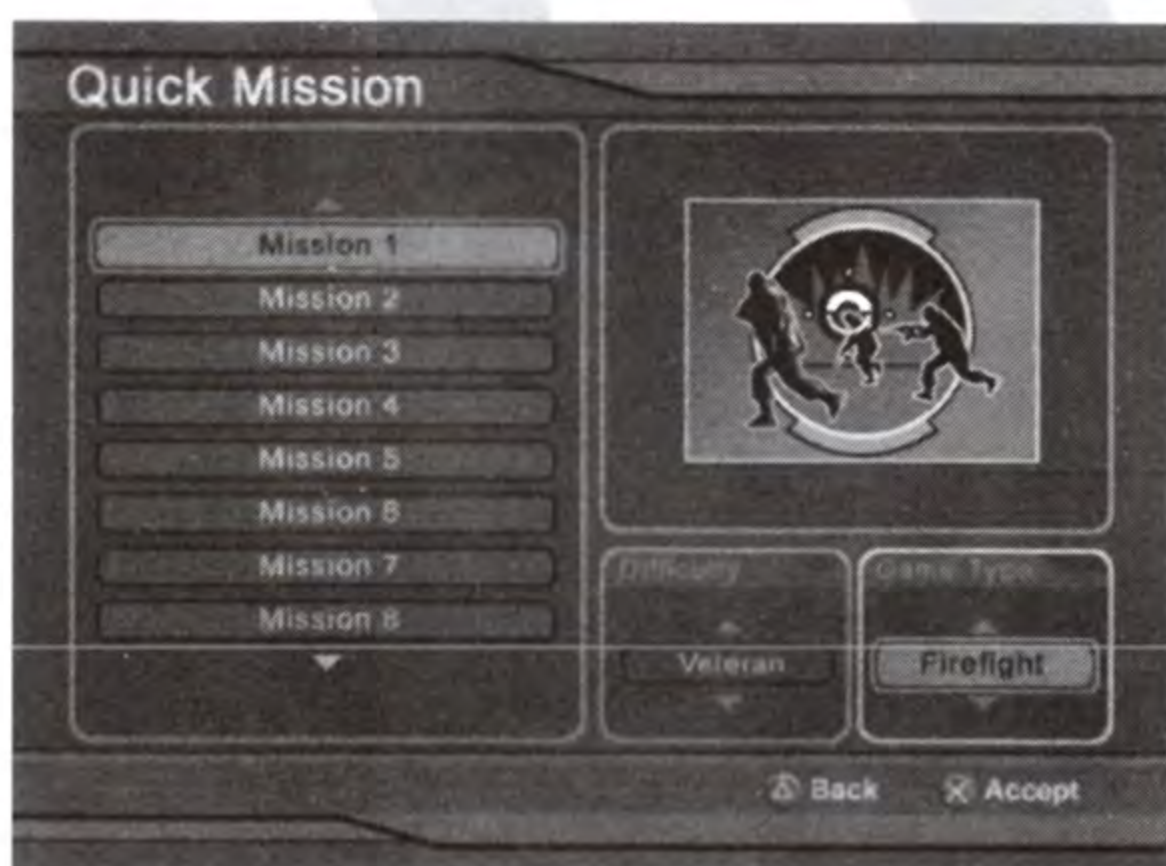 Quick Mission
Mission 1
Mission 2
Mission 3
Mission 4
Mission 5
Mission 6
Mission 7
Mission 8
Difficulty
Veteran
Game Type
Firefight
Back
Accept